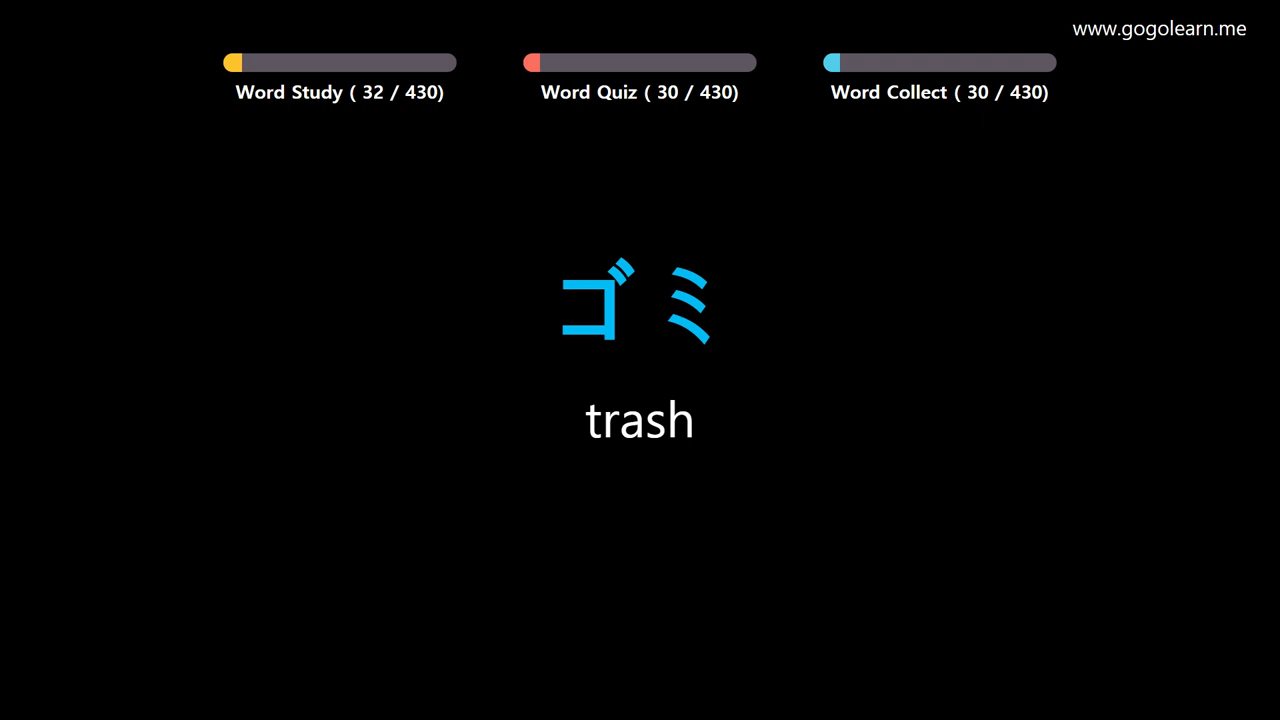 www.gogolearn.me
Word Study ( 32 / 430)
Word Quiz ( 30 / 430)
Word Collect ( 30 / 430)
ゴミ
trash